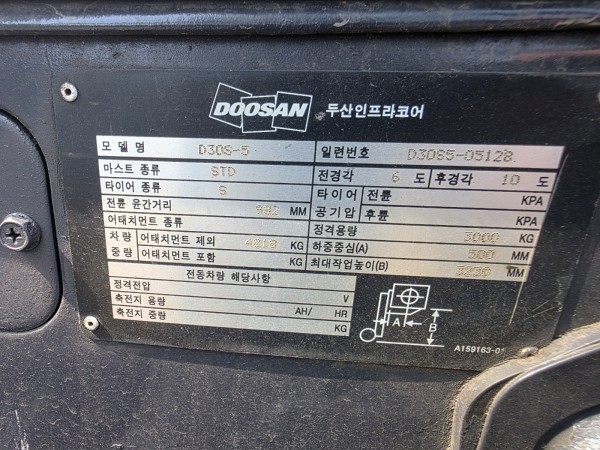 DOOSAN 두산인프라코어
모델명 D30S-5 일련번호 D30S5-05128
마스트 종류 STD 전경각 6 도 후경각 10 도
타이어 종류 S 타이어 전륜 KPA
전륜 윤간거리 MM 공기압 후륜 KPA
어태치먼트 종류 정격용량 3000 KG
차량 어태치먼트 제외 KG 하중중심(A) 500 MM
중량 어태치먼트 포함 KG 최대작업높이(B) MM
전동차량 해당사항
정격전압 V
축전지 용량 AH/ HR
축전지 중량 KG
A B
A159163-01